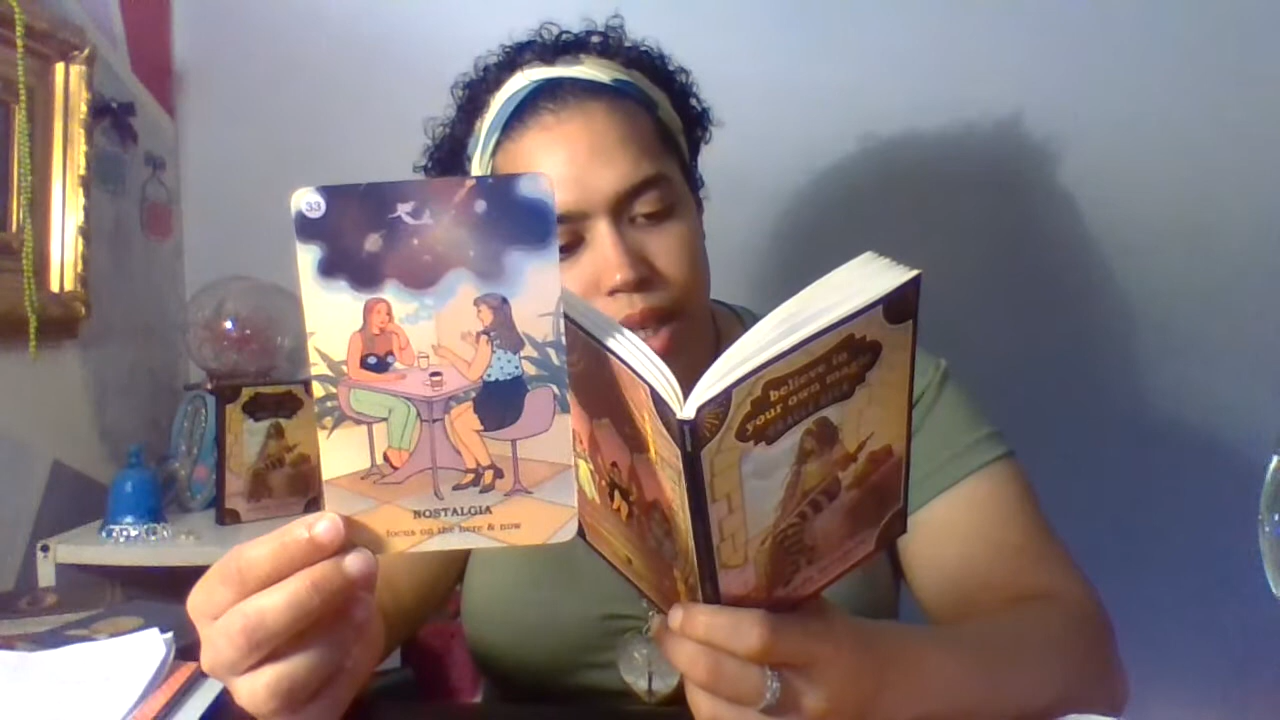 33
NOSTALGIA
focus on the here & now
believe in
your own magic